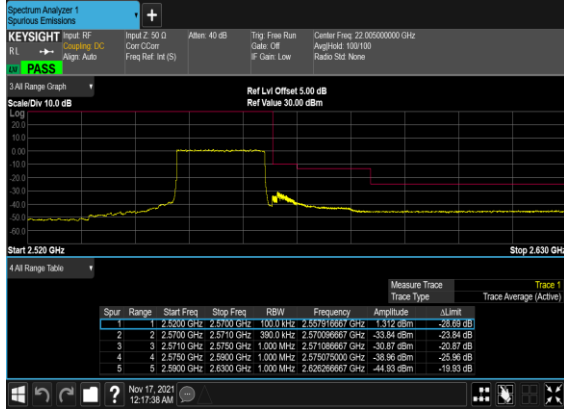 Spectrum Analyzer 1
Spurious Emissions
KEYSIGHT Input: RF Input Z: 50 Ω Atten: 40 dB Trig: Free Run Center Freq: 22.005000000 GHz
RL Coupling: DC Corr CCorr Gate: Off Avg|Hold: 100/100
Align: Auto Freq Ref: Int (S) IF Gain: Low Radio Std: None
PASS
3 All Range Graph Ref Lvl Offset 5.00 dB
Scale/Div 10.0 dB Ref Value 30.00 dBm
Log
20.0
10.0
0.00
-10.0
-20.0
-30.0
-40.0
-50.0
-60.0
Start 2.520 GHz Stop 2.630 GHz
4 All Range Table
Measure Trace Trace 1
Trace Type Trace Average (Active)
Spur Range Start Freq Stop Freq RBW Frequency Amplitude ΔLimit
1 1 2.5200 GHz 2.5700 GHz 100.0 kHz 2.557916667 GHz 1.312 dBm -28.69 dB
2 2 2.5700 GHz 2.5710 GHz 390.0 kHz 2.570096667 GHz -33.84 dBm -23.84 dB
3 3 2.5710 GHz 2.5750 GHz 1.000 MHz 2.571086667 GHz -30.87 dBm -20.87 dB
4 4 2.5750 GHz 2.5900 GHz 1.000 MHz 2.575075000 GHz -38.96 dBm -25.96 dB
5 5 2.5900 GHz 2.6300 GHz 1.000 MHz 2.626266667 GHz -44.93 dBm -19.93 dB
Nov 17, 2021
12:17:38 AM